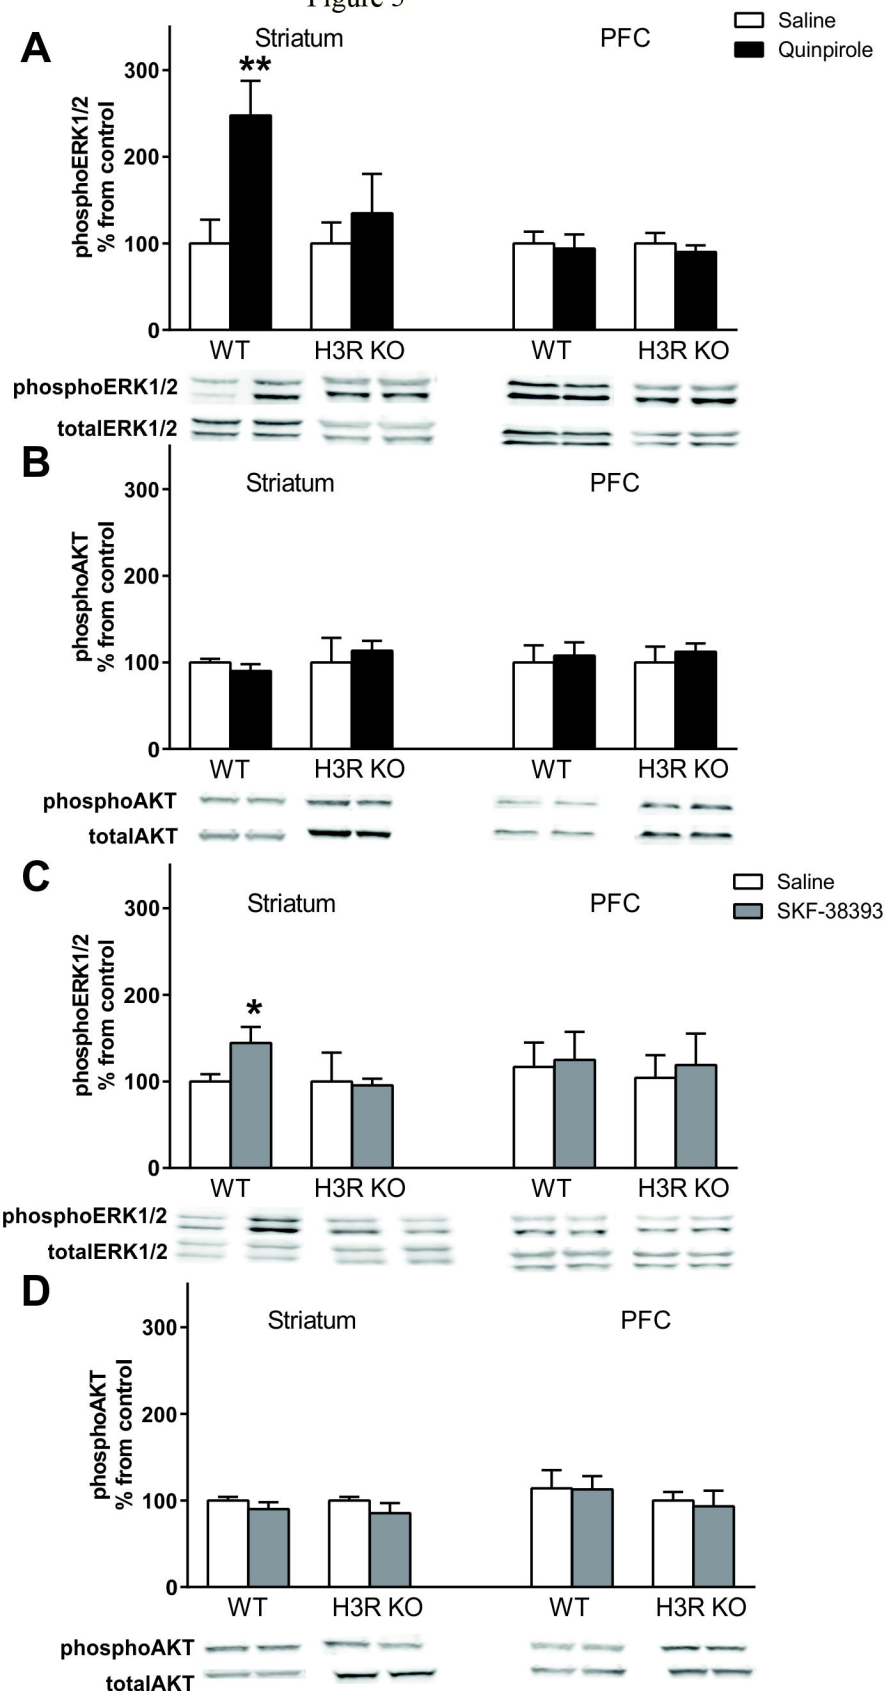 Figure 5
A
Striatum
PFC
Saline
Quinpirole
**
phosphoERK1/2
% from control
300
200
100
0
WT
H3R KO
WT
H3R KO
phosphoERK1/2
totalERK1/2
B
Striatum
PFC
phosphoAKT
% from control
300
200
100
0
WT
H3R KO
WT
H3R KO
phosphoAKT
totalAKT
C
Striatum
PFC
Saline
SKF-38393
*
phosphoERK1/2
% from control
300
200
100
0
WT
H3R KO
WT
H3R KO
phosphoERK1/2
totalERK1/2
D
Striatum
PFC
phosphoAKT
% from control
300
200
100
0
WT
H3R KO
WT
H3R KO
phosphoAKT
totalAKT